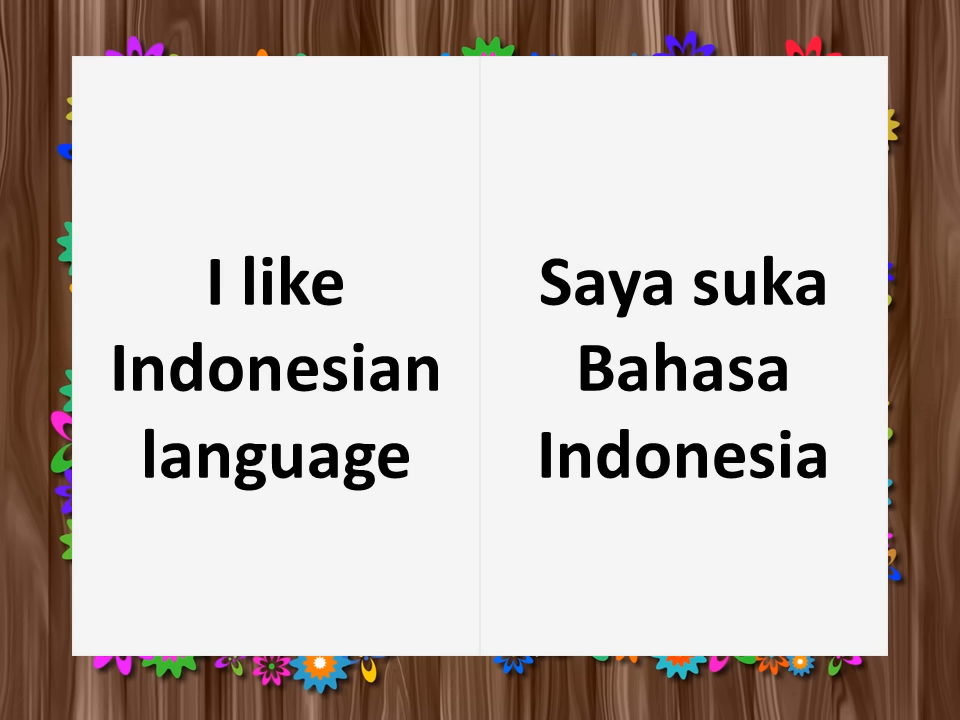 I like
Indonesian
language
Saya suka
Bahasa
Indonesia